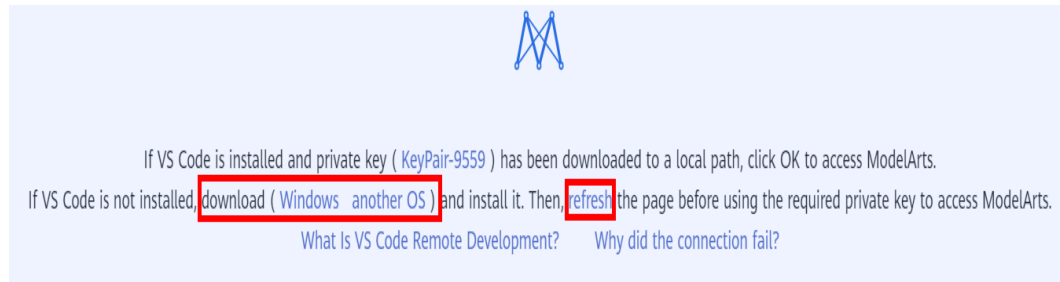 If VS Code is installed and private key ( KeyPair-9559 ) has been downloaded to a local path, click OK to access ModelArts.
If VS Code is not installed, download ( Windows another OS ) and install it. Then, refresh the page before using the required private key to access ModelArts.
What Is VS Code Remote Development? Why did the connection fail?